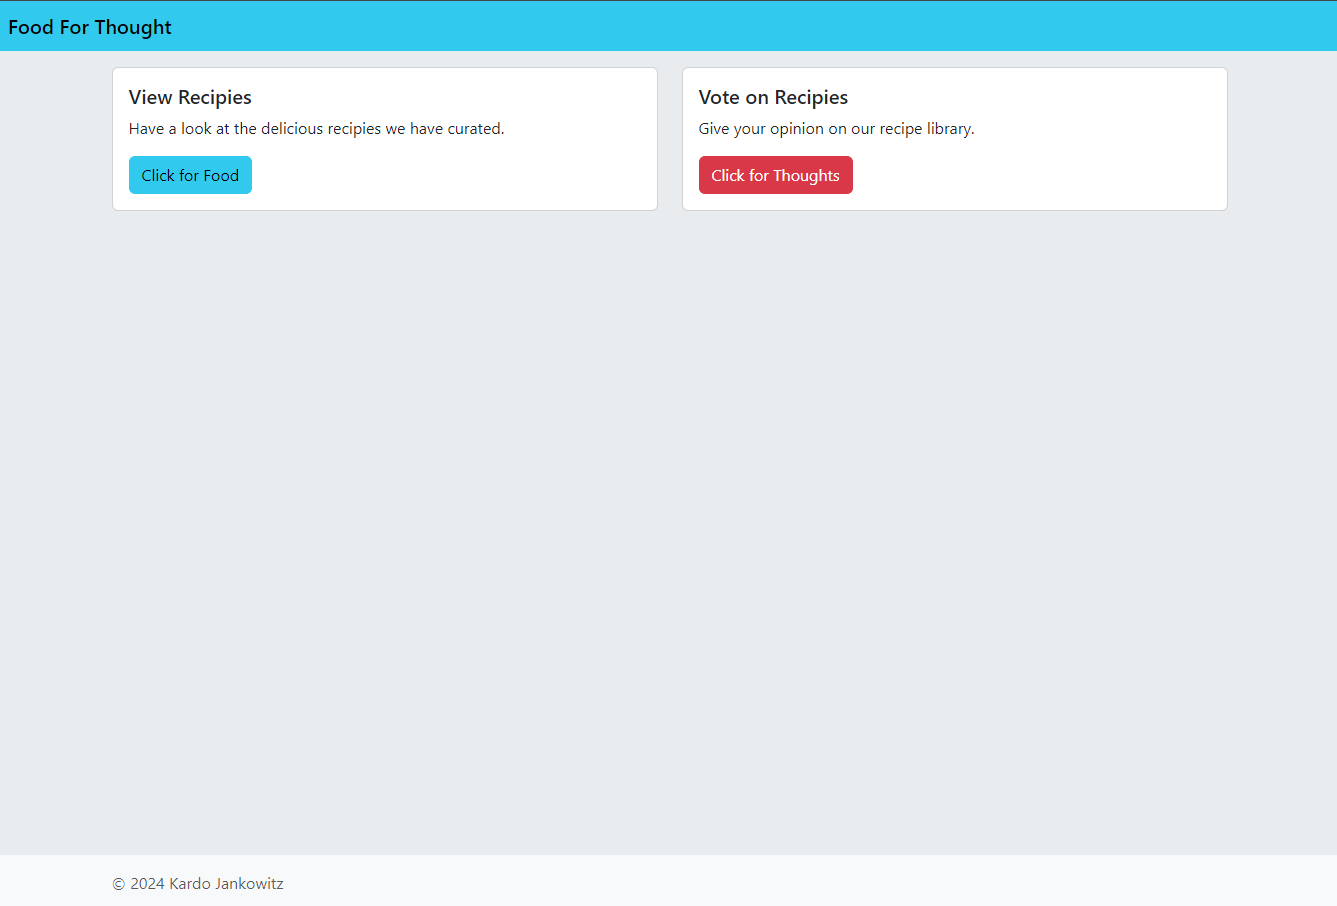 Food For Thought
View Recipies
Have a look at the delicious recipies we have curated.
Click for Food
Vote on Recipies
Give your opinion on our recipe library.
Click for Thoughts
© 2024 Kardo Jankowitz